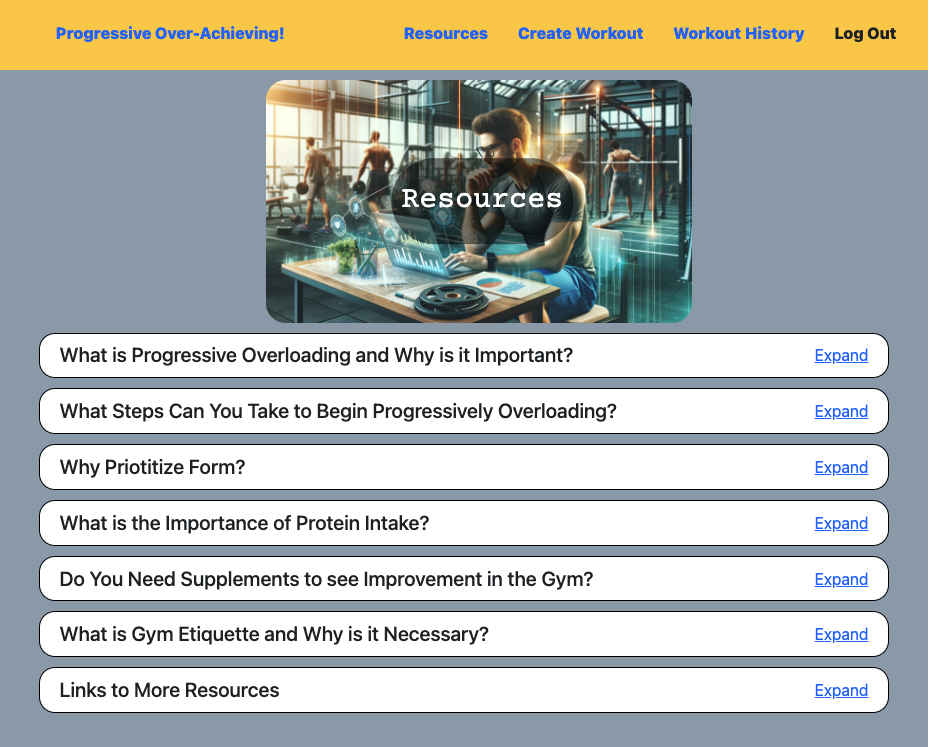 Progressive Over-Achieving! Resources Create Workout Workout History Log Out
Resources
What is Progressive Overloading and Why is it Important? Expand
What Steps Can You Take to Begin Progressively Overloading? Expand
Why Priotitize Form? Expand
What is the Importance of Protein Intake? Expand
Do You Need Supplements to see Improvement in the Gym? Expand
What is Gym Etiquette and Why is it Necessary? Expand
Links to More Resources Expand